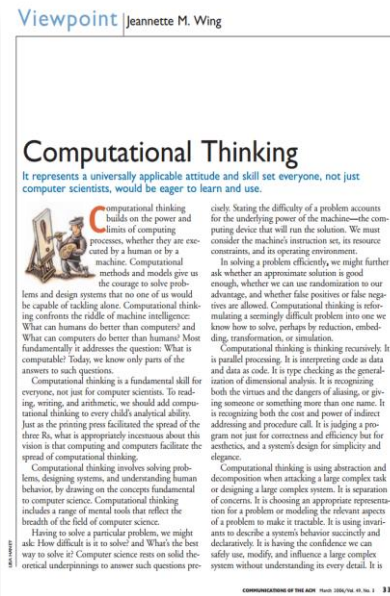 Viewpoint
Jeannette M. Wing
Computational Thinking
It represents a universally applicable attitude and skill set everyone, not just
computer scientists, would be eager to learn and use.
Computational thinking
builds on the power and
limits of computing
processes, whether they are exe-
cuted by a human or by a
machine. Computational
methods and models give us
the courage to solve prob-
lems and design systems that no one of us would
be capable of tackling alone. Computational think-
ing confronts the riddle of machine intelligence:
What can humans do better than computers? and
What can computers do better than humans? Most
fundamentally it addresses the question: What is
computable? Today, we know only parts of the
answers to such questions.
Computational thinking is a fundamental skill for
everyone, not just for computer scientists. To read-
ing, writing, and arithmetic, we should add compu-
tational thinking to every child's analytical ability.
Just as the printing press facilitated the spread of the
three Rs, what is appropriately incestuous about this
vision is that computing and computers facilitate the
spread of computational thinking.
Computational thinking involves solving prob-
lems, designing systems, and understanding human
behavior, by drawing on the concepts fundamental
to computer science. Computational thinking
includes a range of mental tools that reflect the
breadth of the field of computer science.
Having to solve a particular problem, we might
ask: How difficult is it to solve? and What's the best
way to solve it? Computer science rests on solid the-
oretical underpinnings to answer such questions pre-
cisely. Stating the difficulty of a problem accounts
for the underlying power of the machine—the com-
puting device that will run the solution. We must
consider the machine's instruction set, its resource
constraints, and its operating environment.
In solving a problem efficiently, we might further
ask whether an approximate solution is good
enough, whether we can use randomization to our
advantage, and whether false positives or false nega-
tives are allowed. Computational thinking is refor-
mulating a seemingly difficult problem into one we
know how to solve, perhaps by reduction, embed-
ding, transformation, or simulation.
Computational thinking is thinking recursively. It
is parallel processing. It is interpreting code as data
and data as code. It is type checking as the general-
ization of dimensional analysis. It is recognizing
both the virtues and the dangers of aliasing, or giv-
ing someone or something more than one name. It
is recognizing both the cost and power of indirect
addressing and procedure call. It is judging a pro-
gram not just for correctness and efficiency but for
aesthetics, and a system's design for simplicity and
elegance.
Computational thinking is using abstraction and
decomposition when attacking a large complex task
or designing a large complex system. It is separation
of concerns. It is choosing an appropriate representa-
tion for a problem or modeling the relevant aspects
of a problem to make it tractable. It is using invari-
ants to describe a system's behavior succinctly and
declaratively. It is having the confidence we can
safely use, modify, and influence a large complex
system without understanding its every detail. It is
LISA HANEY
COMMUNICATIONS OF THE ACM March 2006/Vol. 49, No. 3 33